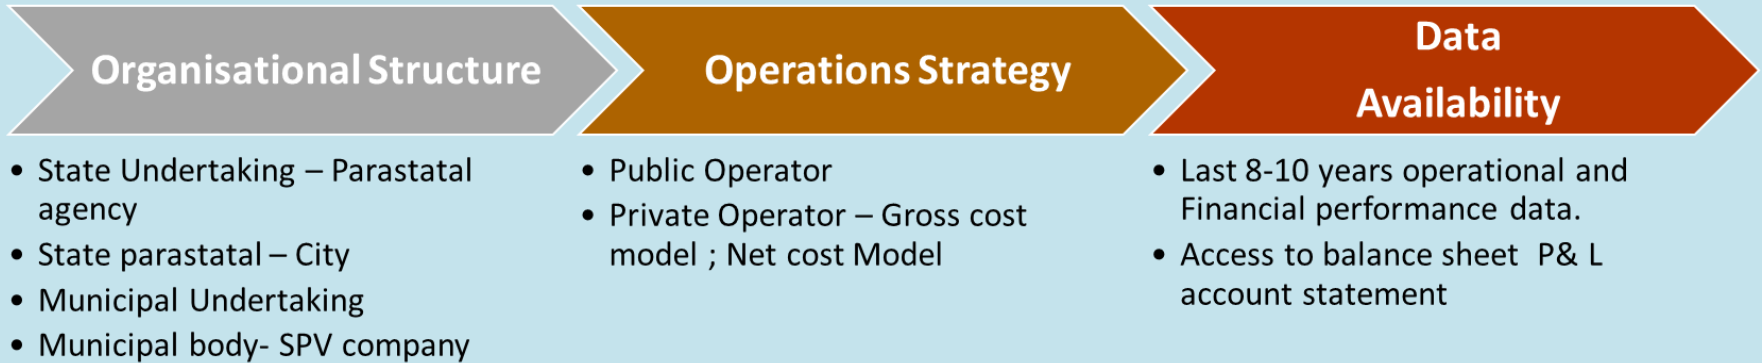 Organisational Structure
• State Undertaking – Parastatal
agency
• State parastatal – City
• Municipal Undertaking
• Municipal body- SPV company
Operations Strategy
• Public Operator
• Private Operator – Gross cost
model ; Net cost Model
Data
Availability
• Last 8-10 years operational and
Financial performance data.
• Access to balance sheet  P& L
account statement